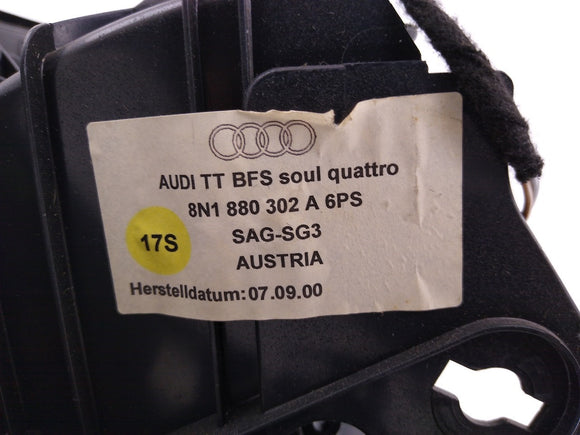 AUDI TT BFS soul quattro
8N1 880 302 A 6PS
17S
SAG-SG3
AUSTRIA
Herstelldatum: 07.09.00